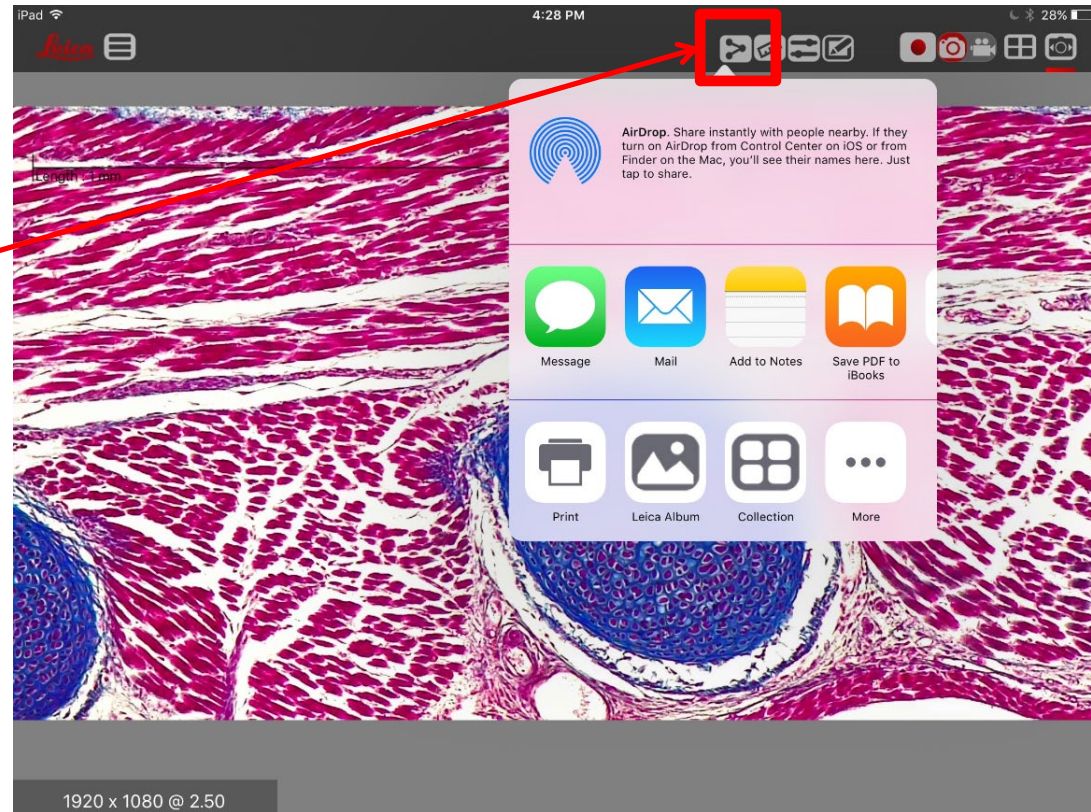 iPad 4:28 PM 28%
Leica
Length : 1 mm
AirDrop. Share instantly with people nearby. If they
turn on AirDrop from Control Center on iOS or from
Finder on the Mac, you'll see their names here. Just
tap to share.
Message Mail Add to Notes Save PDF to
iBooks
Print Leica Album Collection More
1920 x 1080 @ 2.50